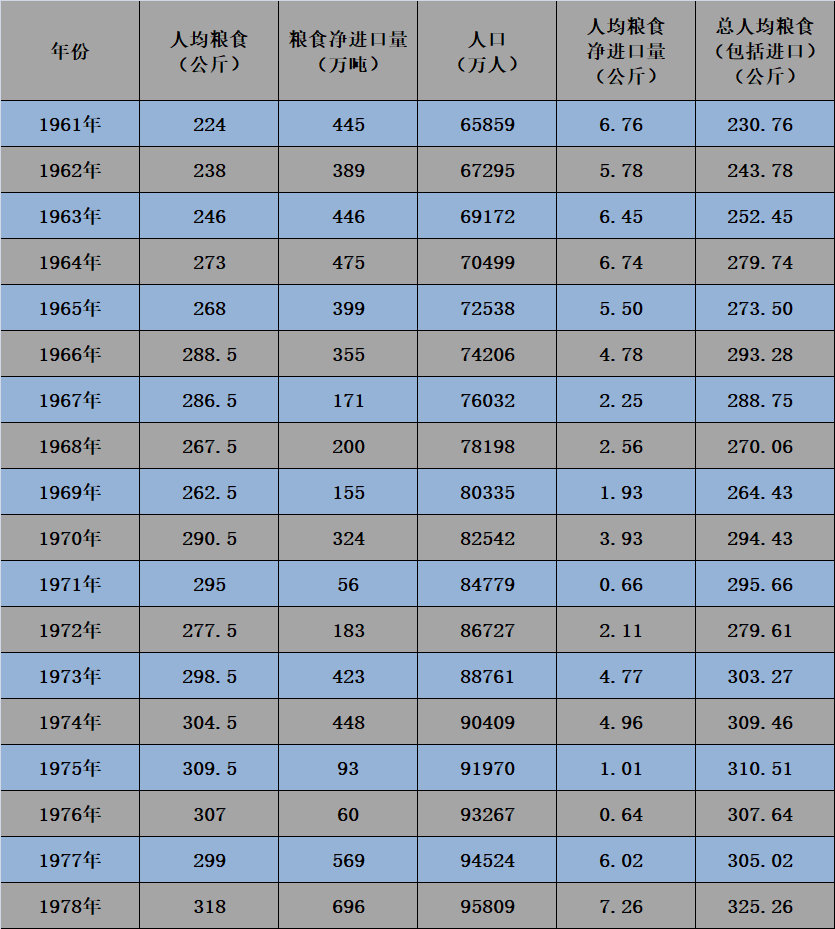 年份 人均粮食（公斤） 粮食净进口量（万吨） 人口（万人） 人均粮食净进口量（公斤） 总人均粮食（包括进口）（公斤）
1961年 224 445 65859 6.76 230.76
1962年 238 389 67295 5.78 243.78
1963年 246 446 69172 6.45 252.45
1964年 273 475 70499 6.74 279.74
1965年 268 399 72538 5.50 273.50
1966年 288.5 355 74206 4.78 293.28
1967年 286.5 171 76032 2.25 288.75
1968年 267.5 200 78198 2.56 270.06
1969年 262.5 155 80335 1.93 264.43
1970年 290.5 324 82542 3.93 294.43
1971年 295 56 84779 0.66 295.66
1972年 277.5 183 86727 2.11 279.61
1973年 298.5 423 88761 4.77 303.27
1974年 304.5 448 90409 4.96 309.46
1975年 309.5 93 91970 1.01 310.51
1976年 307 60 93267 0.64 307.64
1977年 299 569 94524 6.02 305.02
1978年 318 696 95809 7.26 325.26